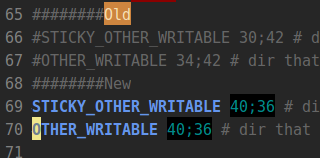 65 ########Old
66 #STICKY_OTHER_WRITABLE 30;42 # d
67 #OTHER_WRITABLE 34;42 # dir that
68 ########New
69 STICKY_OTHER_WRITABLE 40;36 # di
70 OTHER_WRITABLE 40;36 # dir that
71